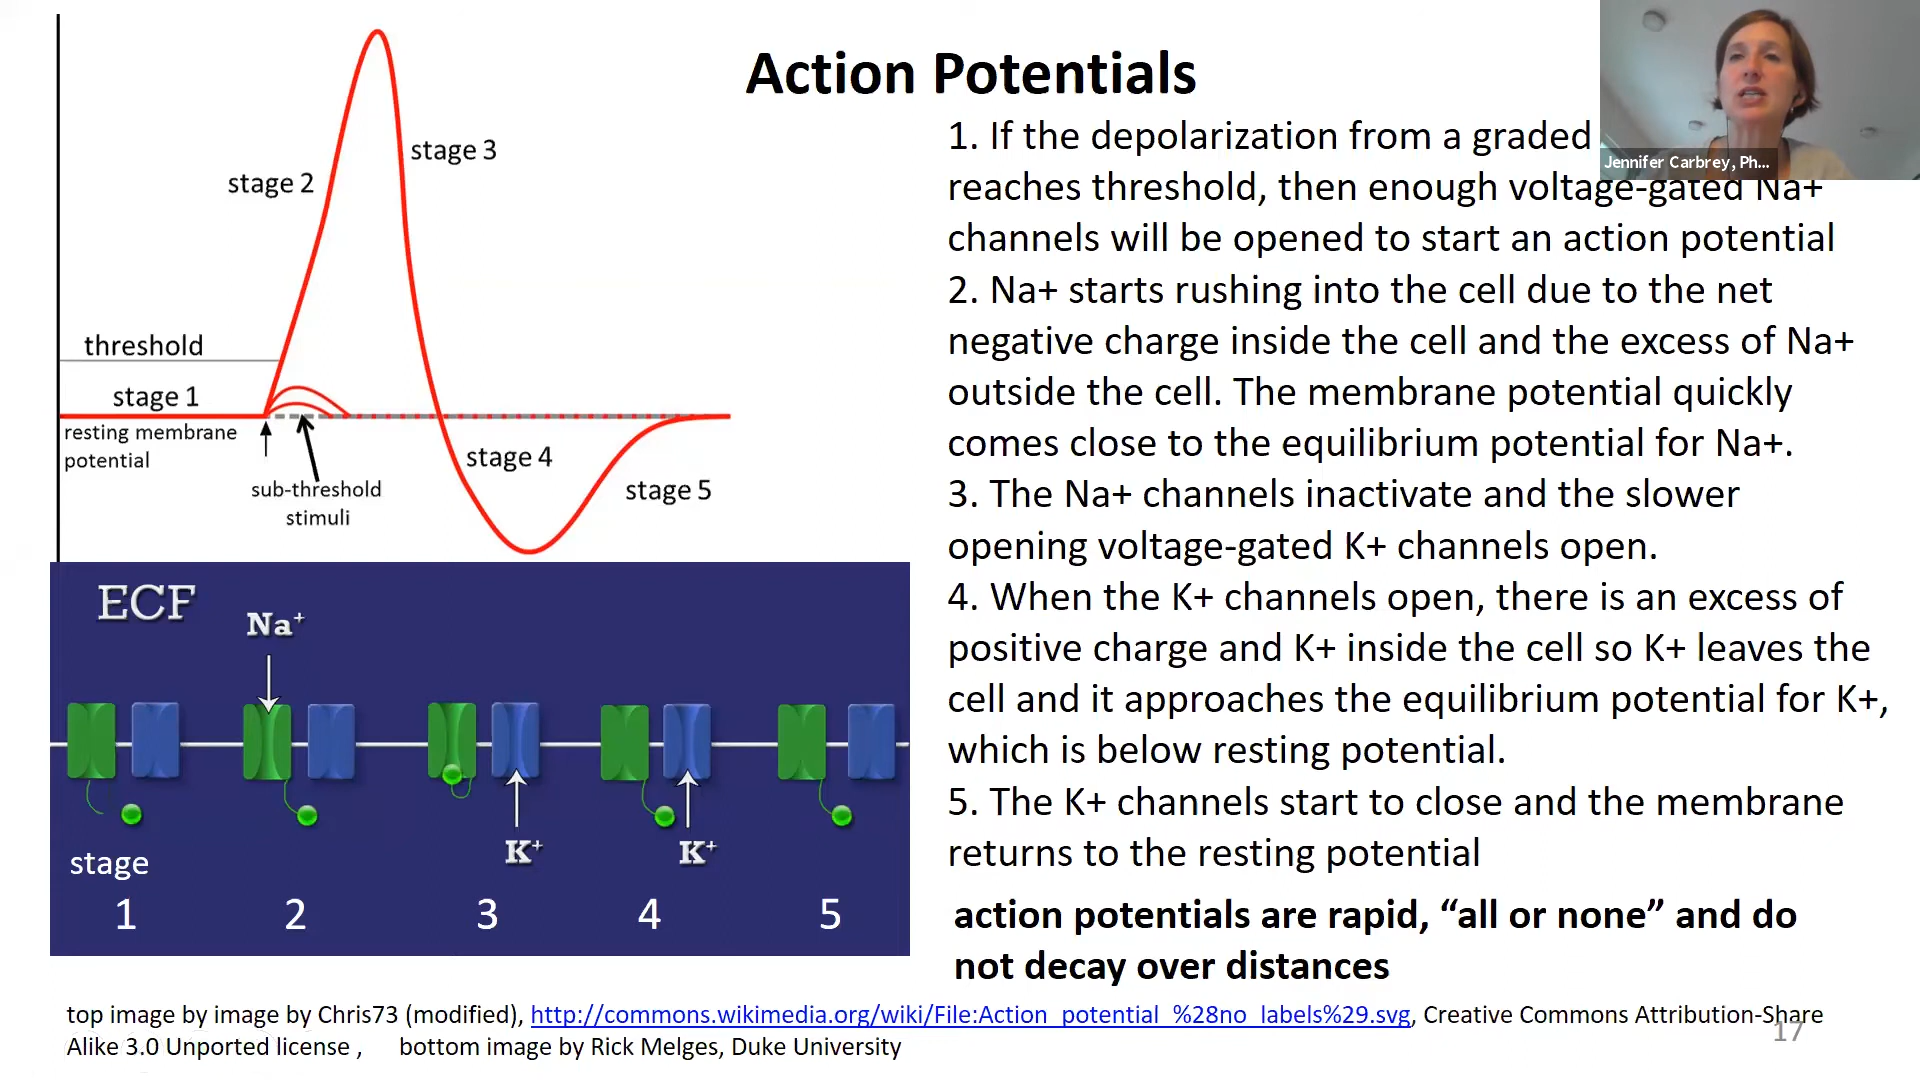 Action Potentials
Jennifer Carbrey, Ph...
stage 3
stage 2
threshold
stage 1
resting membrane
potential
stage 4
stage 5
sub-threshold
stimuli
1. If the depolarization from a graded
reaches threshold, then enough voltage-gated Na+
channels will be opened to start an action potential
2. Na+ starts rushing into the cell due to the net
negative charge inside the cell and the excess of Na+
outside the cell. The membrane potential quickly
comes close to the equilibrium potential for Na+.
3. The Na+ channels inactivate and the slower
opening voltage-gated K+ channels open.
4. When the K+ channels open, there is an excess of
positive charge and K+ inside the cell so K+ leaves the
cell and it approaches the equilibrium potential for K+,
which is below resting potential.
5. The K+ channels start to close and the membrane
returns to the resting potential
action potentials are rapid, “all or none” and do
not decay over distances
ECF
Na⁺
K⁺
K⁺
stage
1 2 3 4 5
top image by image by Chris73 (modified), http://commons.wikimedia.org/wiki/File:Action_potential_%28no_labels%29.svg, Creative Commons Attribution-Share
Alike 3.0 Unported license , bottom image by Rick Melges, Duke University
17